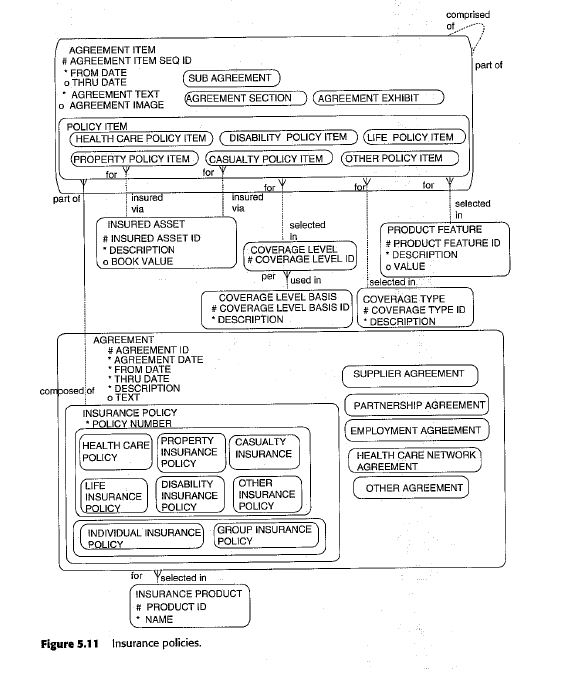 comprised
of
part of
AGREEMENT ITEM
# AGREEMENT ITEM SEQ ID
* FROM DATE
o THRU DATE
* AGREEMENT TEXT
o AGREEMENT IMAGE
SUB AGREEMENT
AGREEMENT SECTION
AGREEMENT EXHIBIT
POLICY ITEM
HEALTH CARE POLICY ITEM
DISABILITY POLICY ITEM
LIFE POLICY ITEM
PROPERTY POLICY ITEM
CASUALTY POLICY ITEM
OTHER POLICY ITEM
for
for
for
for
for
part of
insured
via
insured
via
selected
in
selected
in
INSURED ASSET
# INSURED ASSET ID
* DESCRIPTION
o BOOK VALUE
COVERAGE LEVEL
# COVERAGE LEVEL ID
PRODUCT FEATURE
# PRODUCT FEATURE ID
* DESCRIPTION
o VALUE
per
used in
selected in
COVERAGE LEVEL BASIS
# COVERAGE LEVEL BASIS ID
* DESCRIPTION
COVERAGE TYPE
# COVERAGE TYPE ID
* DESCRIPTION
AGREEMENT
# AGREEMENT ID
* AGREEMENT DATE
* FROM DATE
* THRU DATE
* DESCRIPTION
o TEXT
composed of
SUPPLIER AGREEMENT
PARTNERSHIP AGREEMENT
EMPLOYMENT AGREEMENT
HEALTH CARE NETWORK
AGREEMENT
OTHER AGREEMENT
INSURANCE POLICY
* POLICY NUMBER
HEALTH CARE
POLICY
PROPERTY
INSURANCE
POLICY
CASUALTY
INSURANCE
LIFE
INSURANCE
POLICY
DISABILITY
INSURANCE
POLICY
OTHER
INSURANCE
POLICY
INDIVIDUAL INSURANCE
POLICY
GROUP INSURANCE
POLICY
for
selected in
INSURANCE PRODUCT
# PRODUCT ID
* NAME
Figure 5.11 Insurance policies.